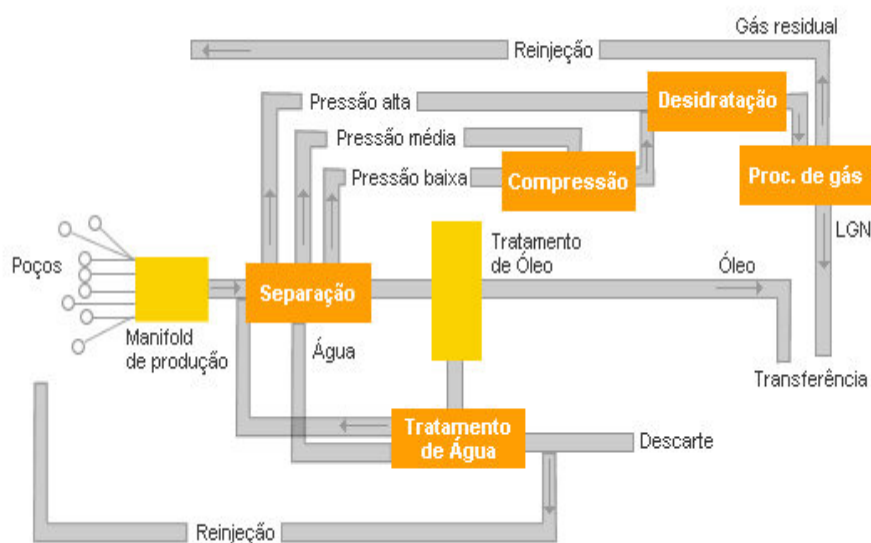 Gás residual
Reinjeção
Pressão alta
Desidratação
Pressão média
Pressão baixa
Compressão
Proc. de gás
LGN
Tratamento
de Óleo
Óleo
Poços
Separação
Manifold
de produção
Água
Transferência
Tratamento
de Água
Descarte
Reinjeção